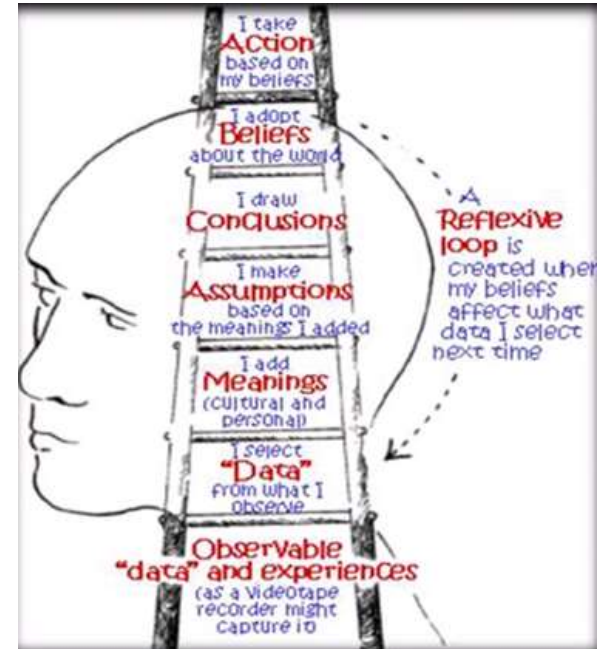 I take
Action
based on
my beliefs
I adopt
Beliefs
about the world
I draw
Conclusions
I make
Assumptions
based on
the meanings I added
I add
Meanings
(cultural and
personal)
I select
"Data"
from what I
observe
Observable
"data" and experiences
(as a videotape
recorder might
capture it)
A
Reflexive
loop is
created when
my beliefs
affect what
data I select
next time